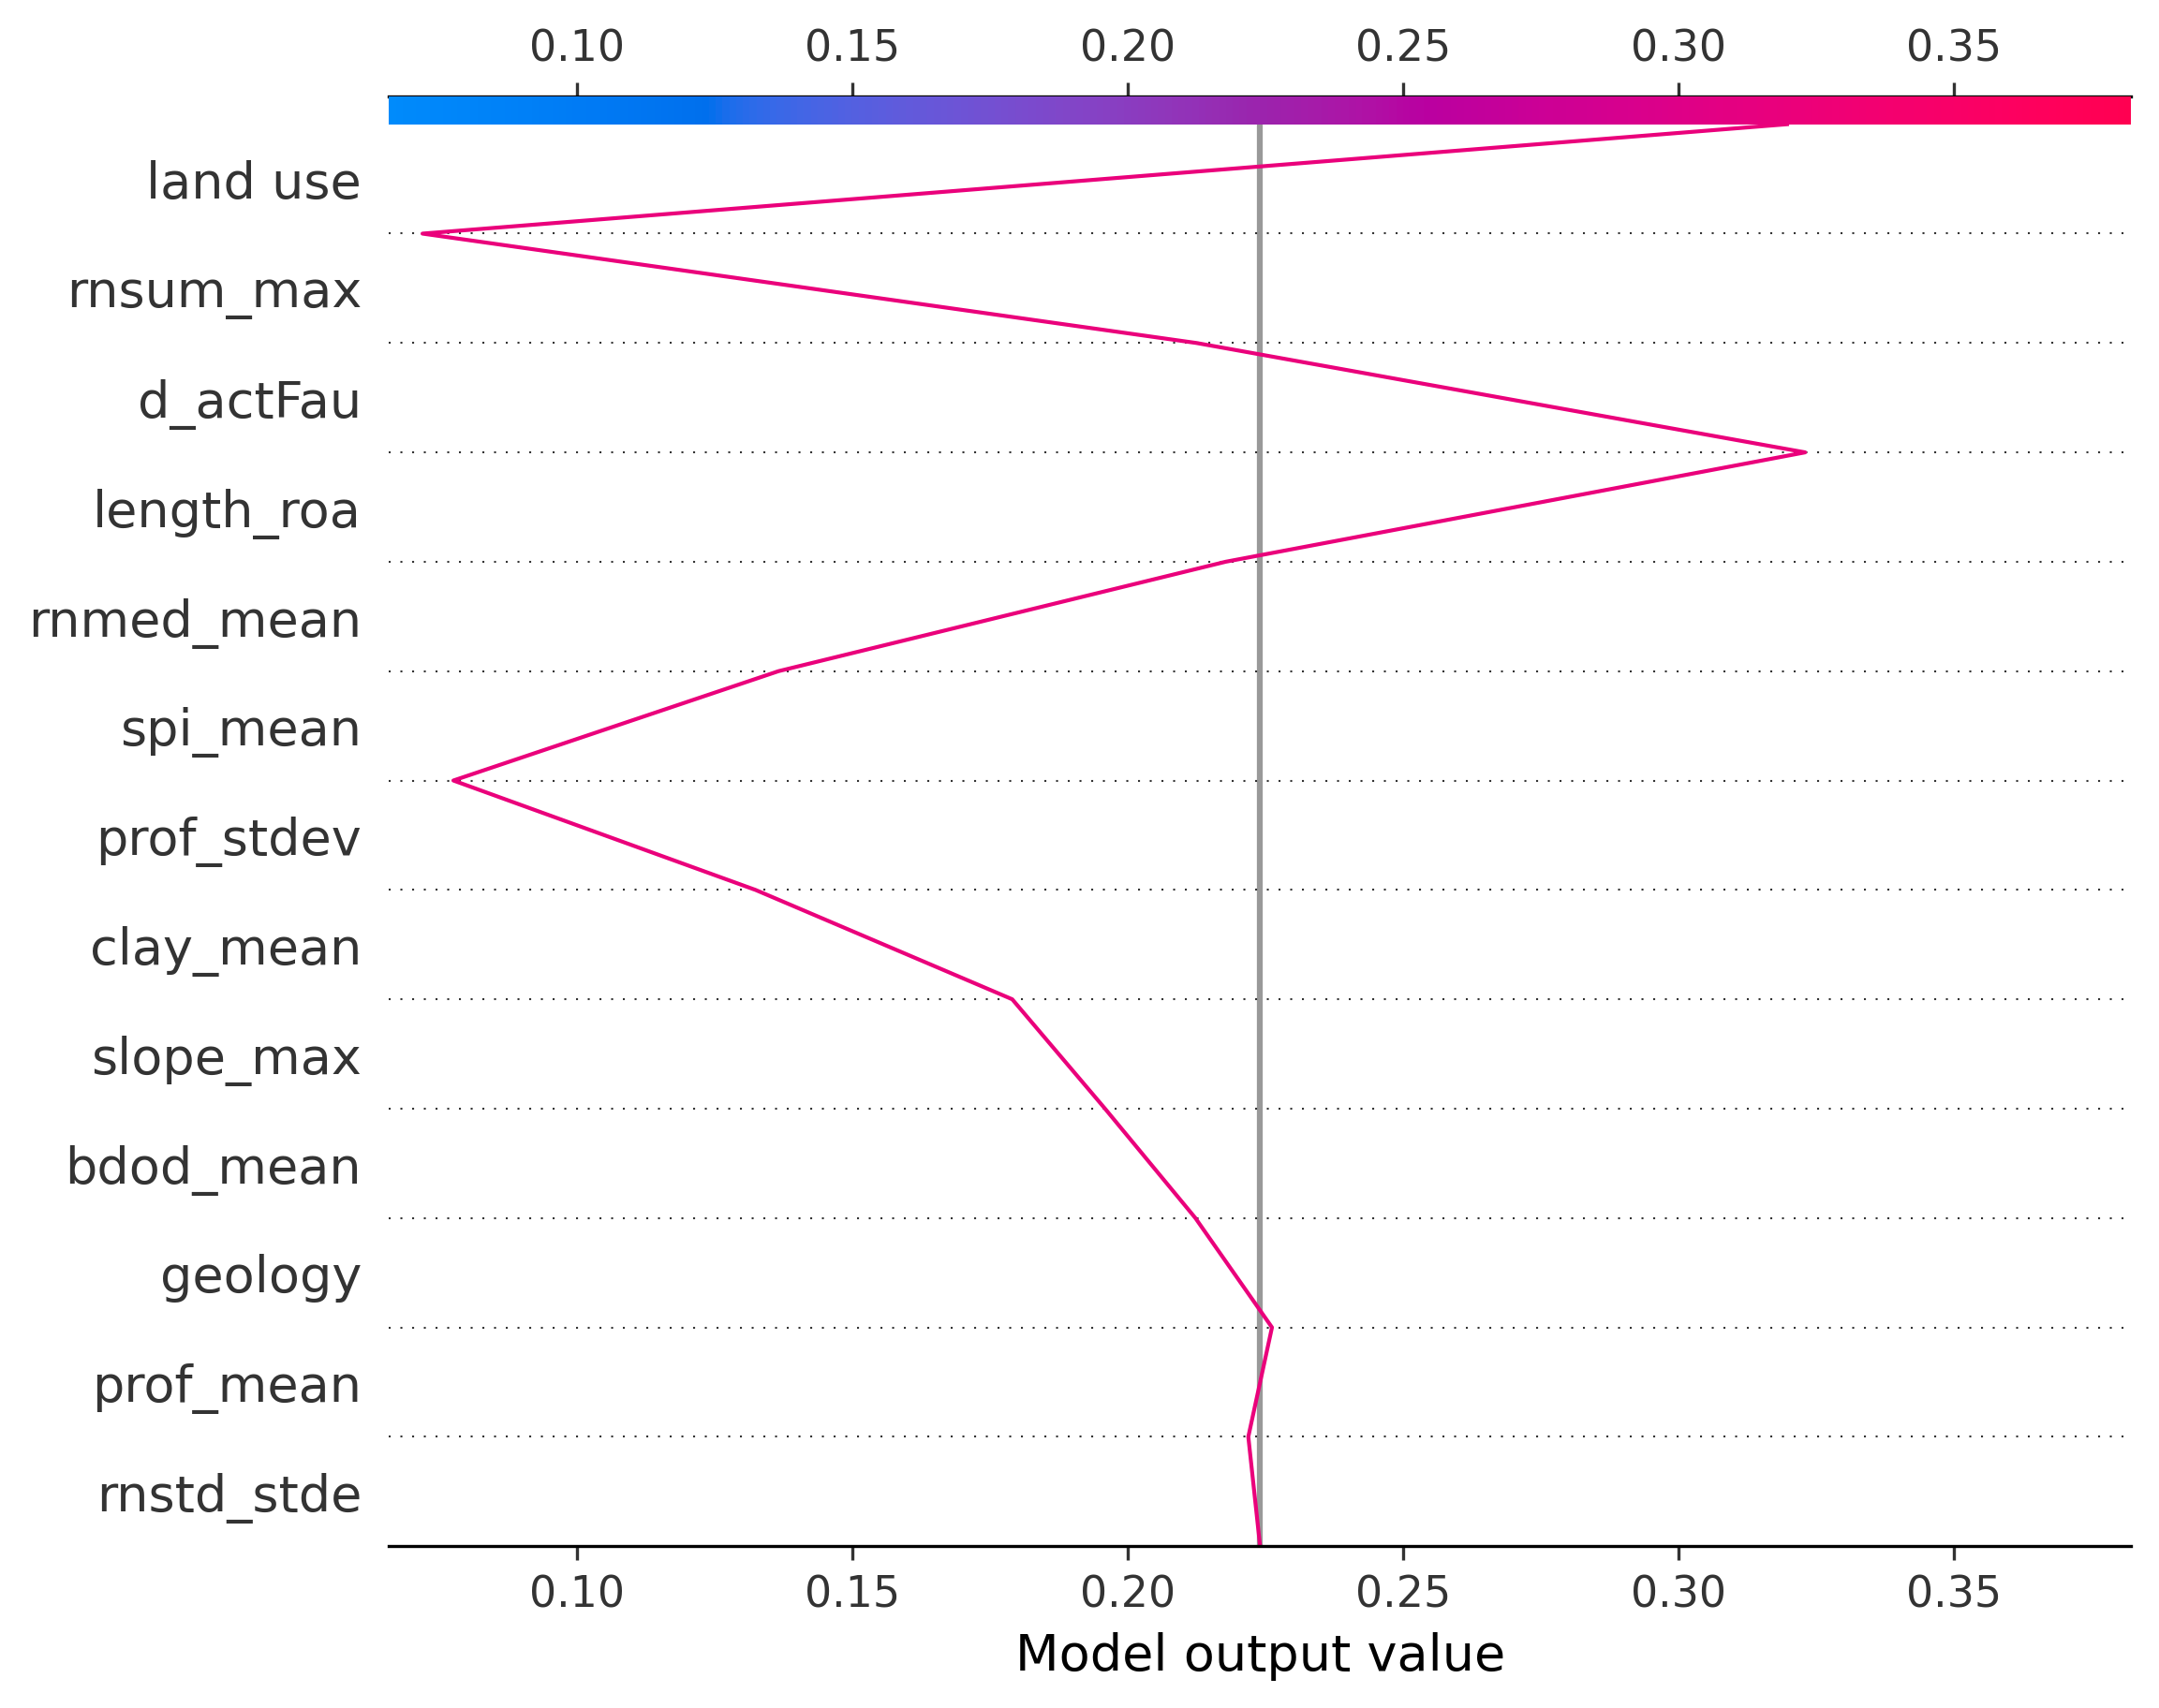 0.10 0.15 0.20 0.25 0.30 0.35
land use
rnsum_max
d_actFau
length_roa
rnmed_mean
spi_mean
prof_stdev
clay_mean
slope_max
bdod_mean
geology
prof_mean
rnstd_stde
0.10 0.15 0.20 0.25 0.30 0.35
Model output value